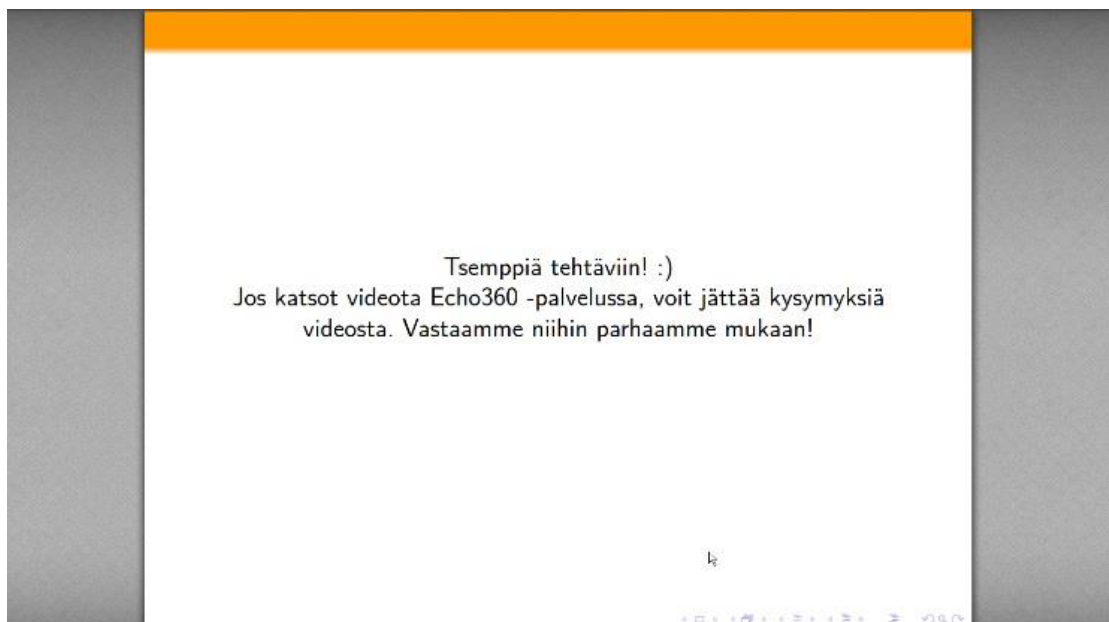 Tsemppiä tehtäviin! :)
Jos katsot videota Echo360 -palvelussa, voit jättää kysymyksiä
videosta. Vastaamme niihin parhaamme mukaan!